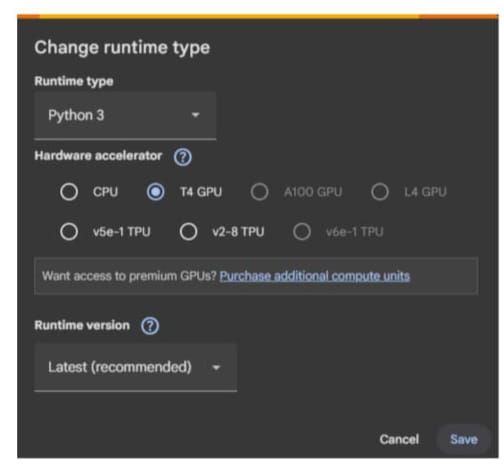 Change runtime type
Runtime type
Python 3
Hardware accelerator ?
CPU T4 GPU A100 GPU L4 GPU
v5e-1 TPU v2-8 TPU v6e-1 TPU
Want access to premium GPUs? Purchase additional compute units
Runtime version ?
Latest (recommended)
Cancel Save